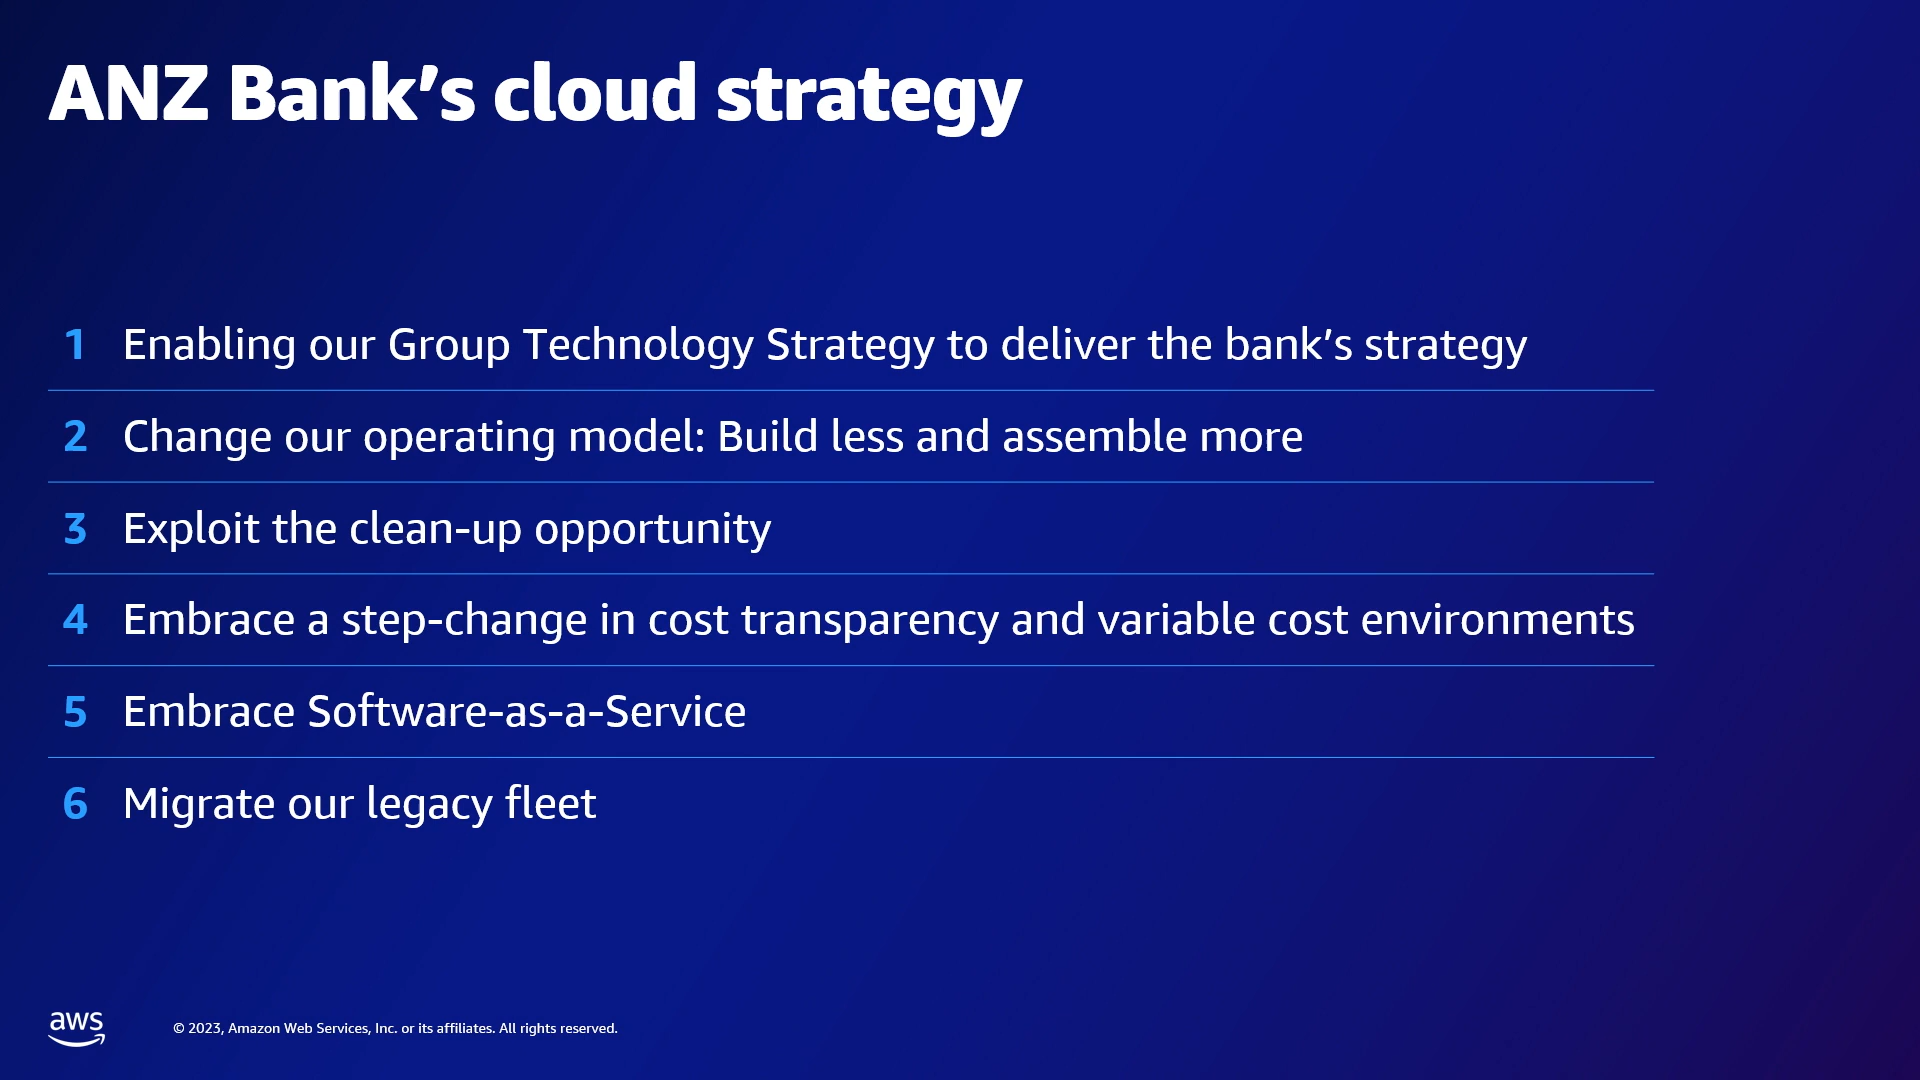 ANZ Bank’s cloud strategy
1 Enabling our Group Technology Strategy to deliver the bank’s strategy
2 Change our operating model: Build less and assemble more
3 Exploit the clean-up opportunity
4 Embrace a step-change in cost transparency and variable cost environments
5 Embrace Software-as-a-Service
6 Migrate our legacy fleet
aws © 2023, Amazon Web Services, Inc. or its affiliates. All rights reserved.